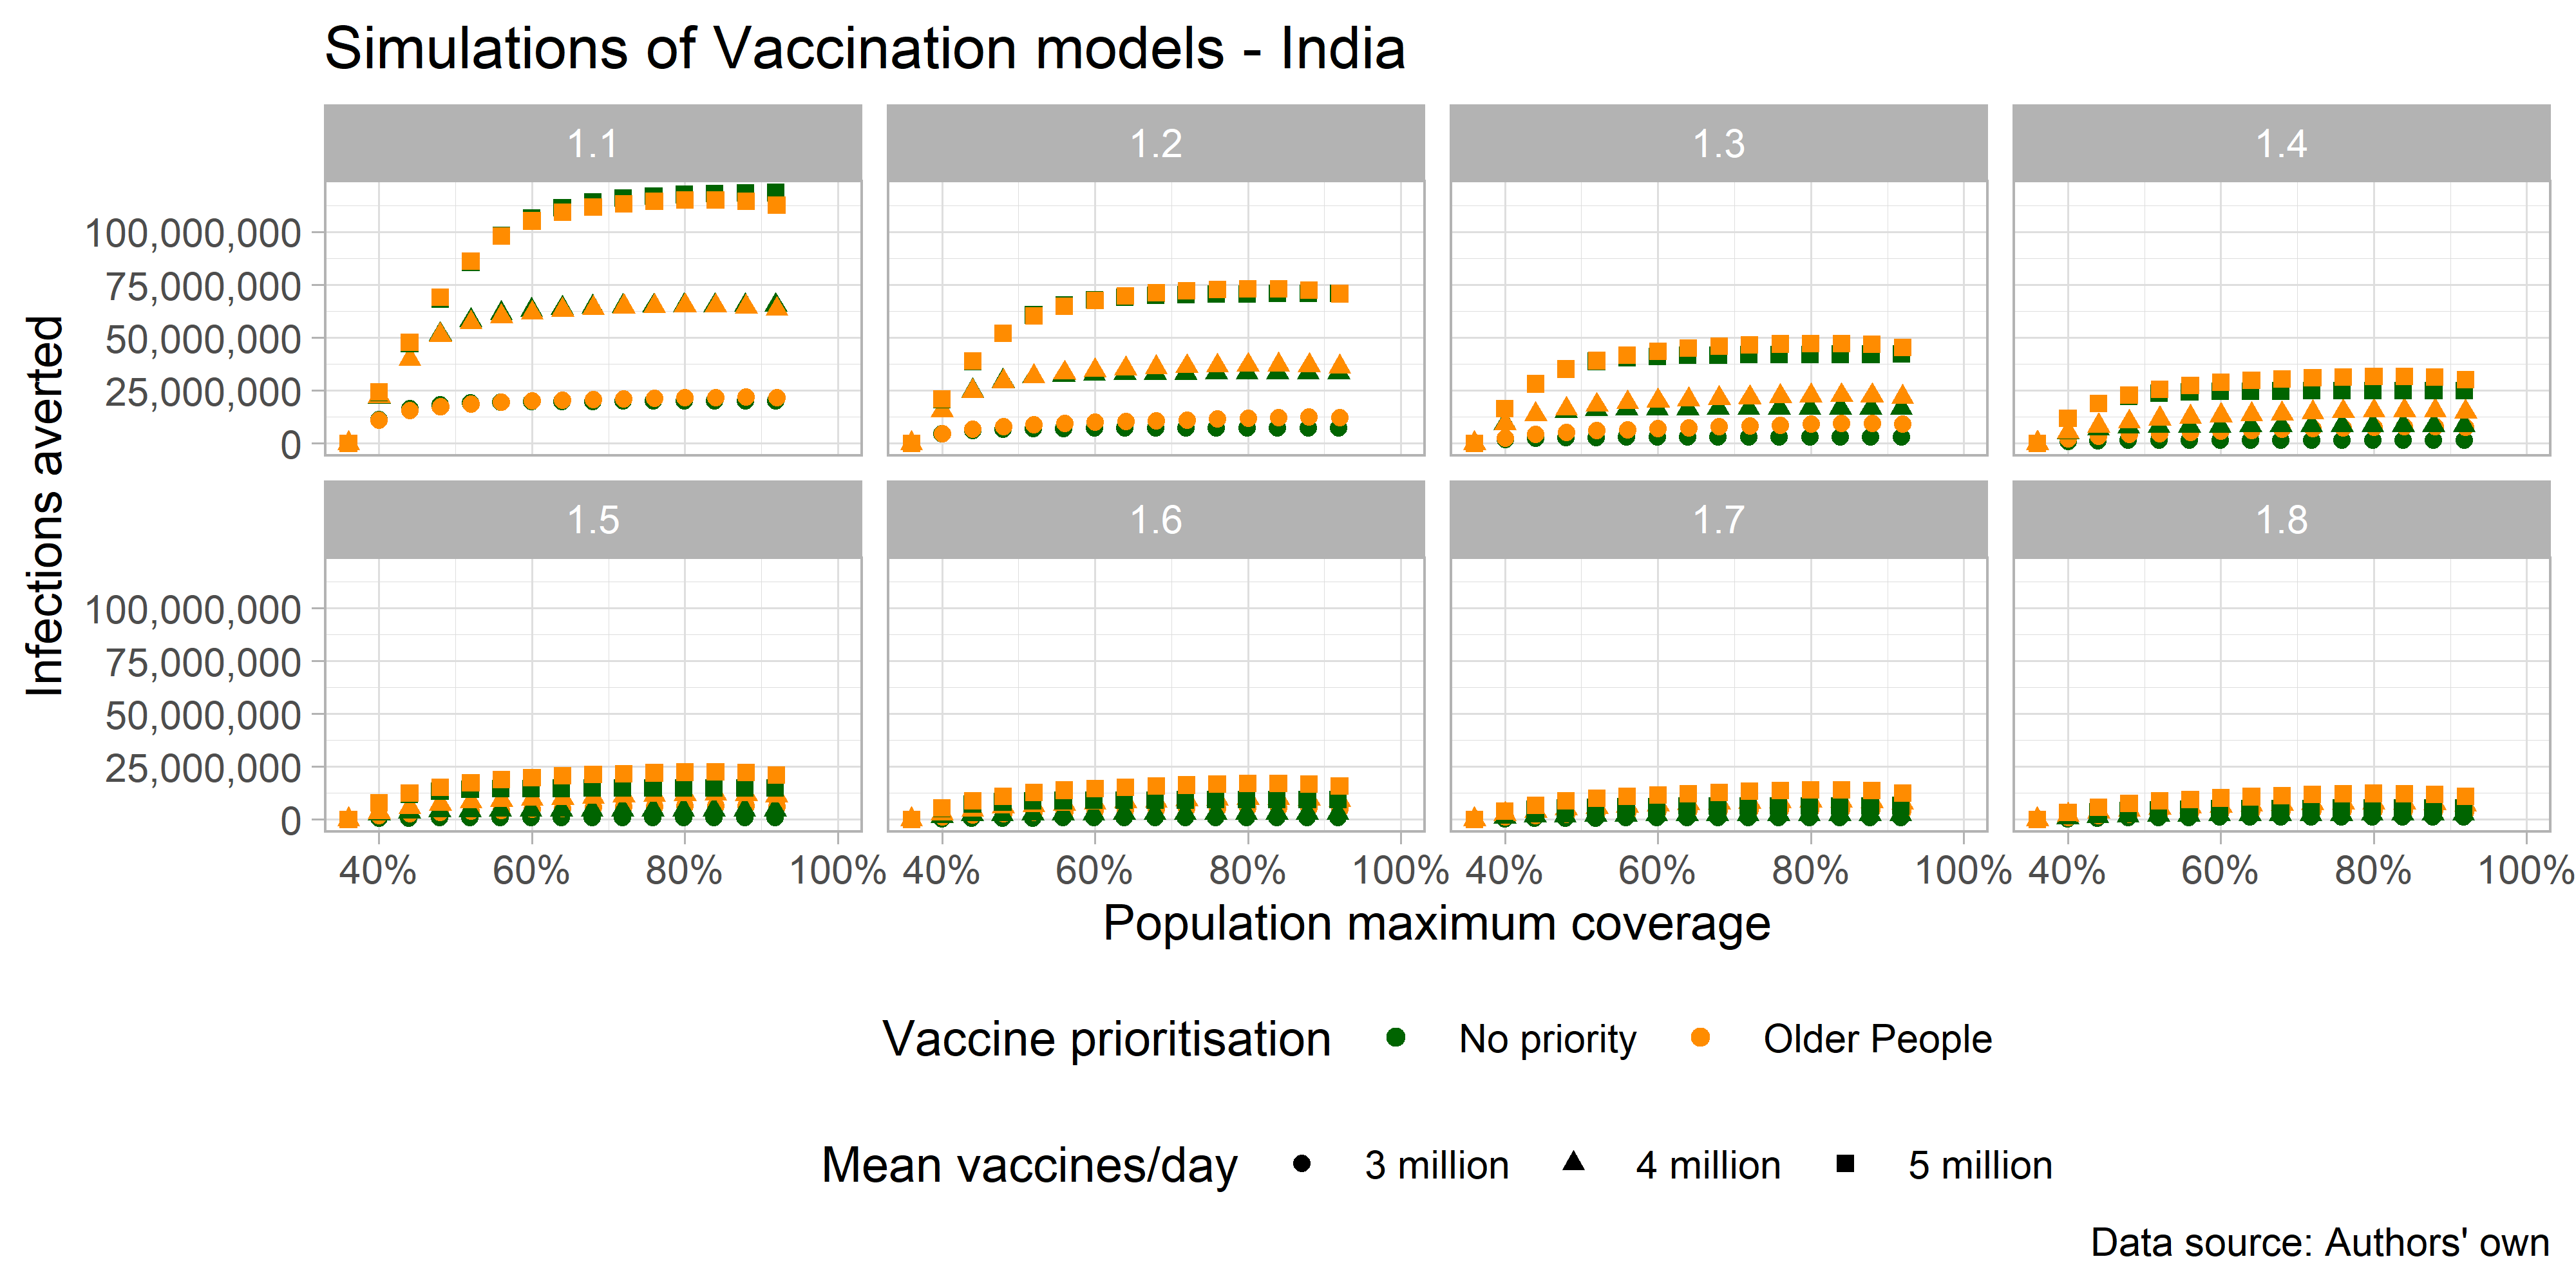 Simulations of Vaccination models - India
1.1
1.2
1.3
1.4
100,000,000
75,000,000
50,000,000
25,000,000
0
1.5
1.6
1.7
1.8
100,000,000
75,000,000
50,000,000
25,000,000
0
Infections averted
40% 60% 80% 100%
40% 60% 80% 100%
40% 60% 80% 100%
40% 60% 80% 100%
Population maximum coverage
Vaccine prioritisation No priority Older People
Mean vaccines/day 3 million 4 million 5 million
Data source: Authors' own